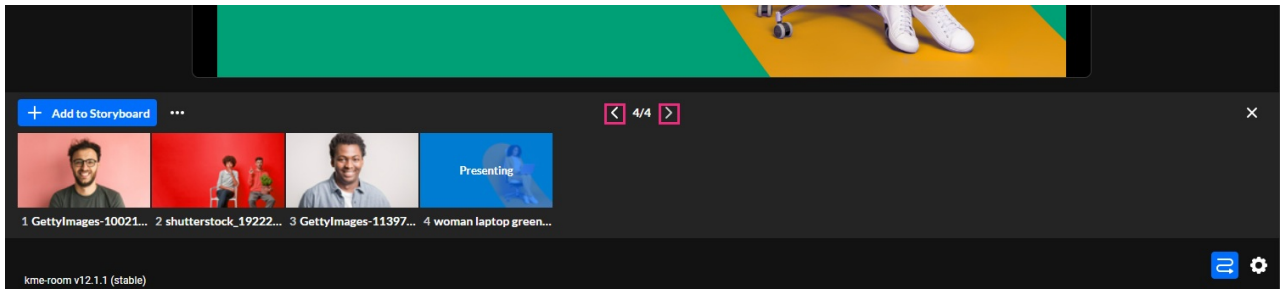 Add to Storyboard
4/4
Presenting
1 GettyImages-10021... 2 shutterstock_19222... 3 GettyImages-11397... 4 woman laptop green...
kme-room v12.1.1 (stable)